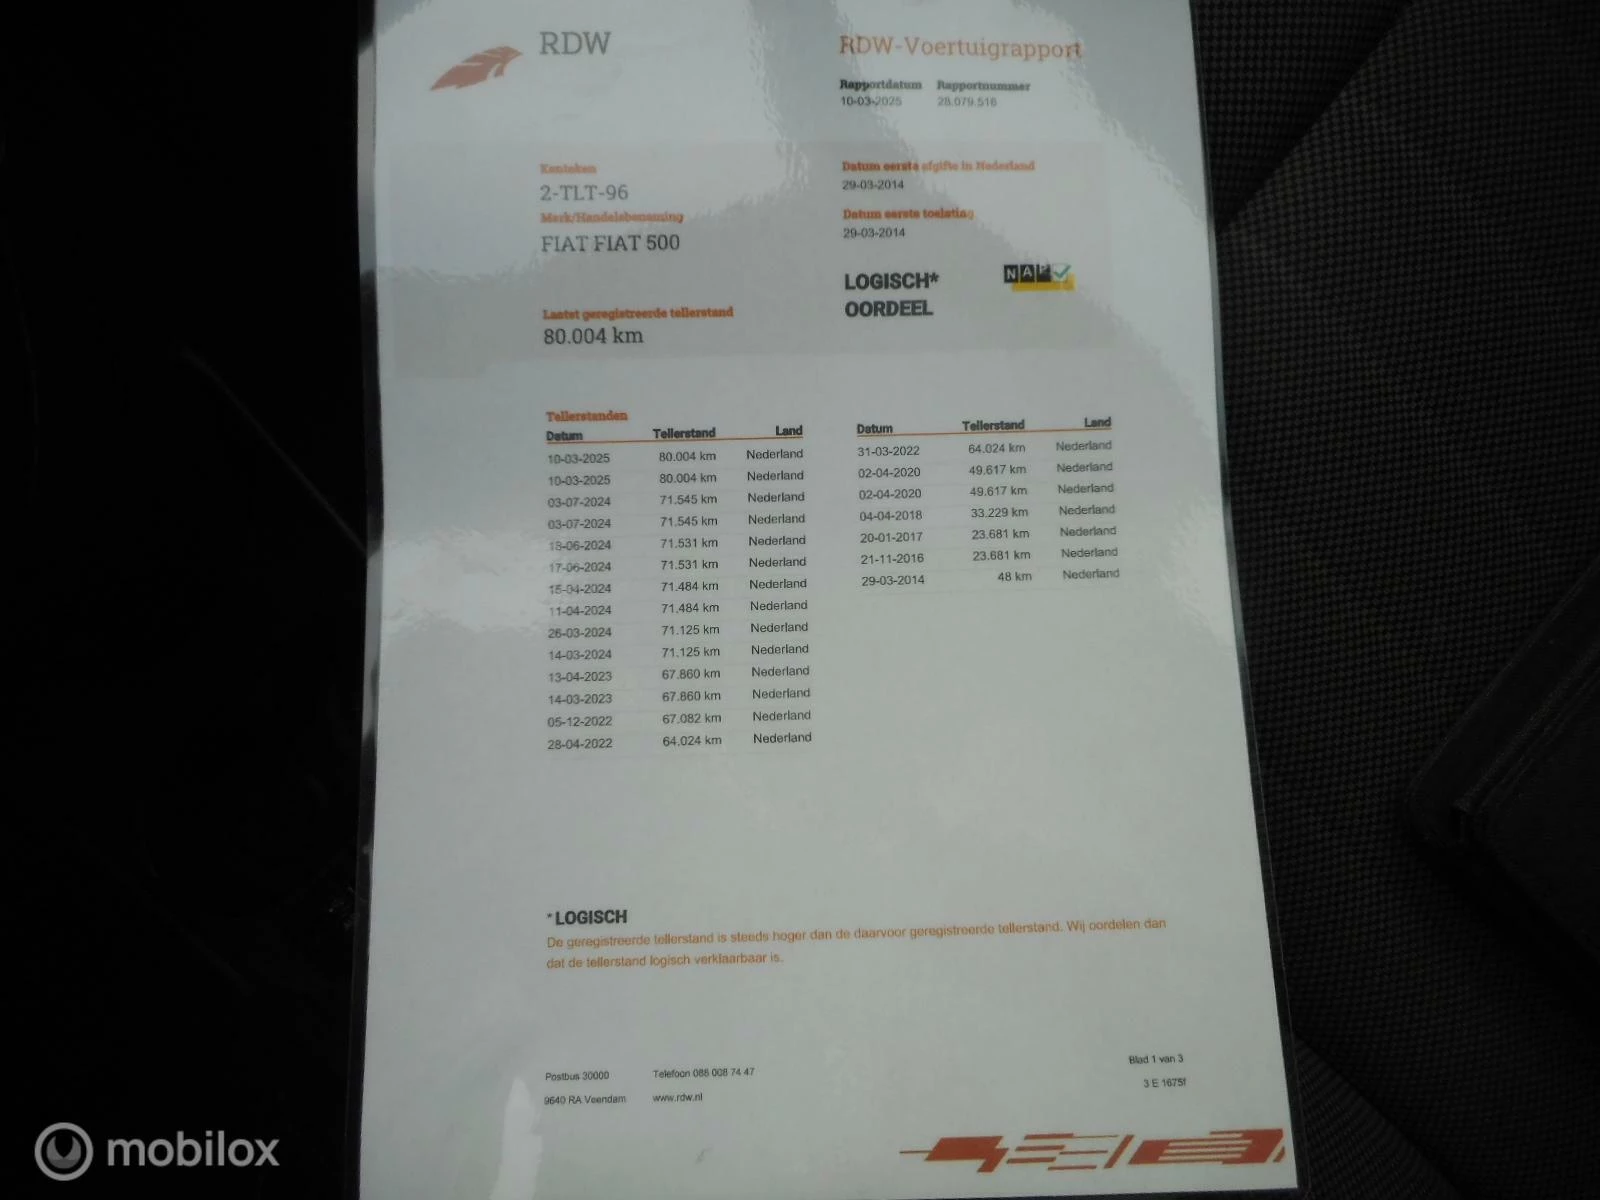 RDW
RDW-Voertuigrapport
Rapportdatum Rapportnummer
10-03-2025 28.079.516
Kenteken
2-TLT-96
Merk/Handelsbenaming
FIAT FIAT 500
Laatst geregistreerde tellerstand
80.004 km
Datum eerste afgifte in Nederland
29-03-2014
Datum eerste toelating
29-03-2014
LOGISCH*
OORDEEL
NAP
Tellerstanden
Datum Tellerstand Land
10-03-2025 80.004 km Nederland
10-03-2025 80.004 km Nederland
03-07-2024 71.545 km Nederland
03-07-2024 71.545 km Nederland
18-06-2024 71.531 km Nederland
17-06-2024 71.531 km Nederland
15-04-2024 71.484 km Nederland
11-04-2024 71.484 km Nederland
26-03-2024 71.125 km Nederland
14-03-2024 71.125 km Nederland
13-04-2023 67.860 km Nederland
14-03-2023 67.860 km Nederland
05-12-2022 67.082 km Nederland
28-04-2022 64.024 km Nederland
Datum Tellerstand Land
31-03-2022 64.024 km Nederland
02-04-2020 49.617 km Nederland
02-04-2020 49.617 km Nederland
04-04-2018 33.229 km Nederland
20-01-2017 23.681 km Nederland
21-11-2016 23.681 km Nederland
29-03-2014 48 km Nederland
*LOGISCH
De geregistreerde tellerstand is steeds hoger dan de daarvoor geregistreerde tellerstand. Wij oordelen dan
dat de tellerstand logisch verklaarbaar is.
Postbus 30000 Telefoon 088 008 74 47
9640 RA Veendam www.rdw.nl
Blad 1 van 3
3 E 1675f
mobilox